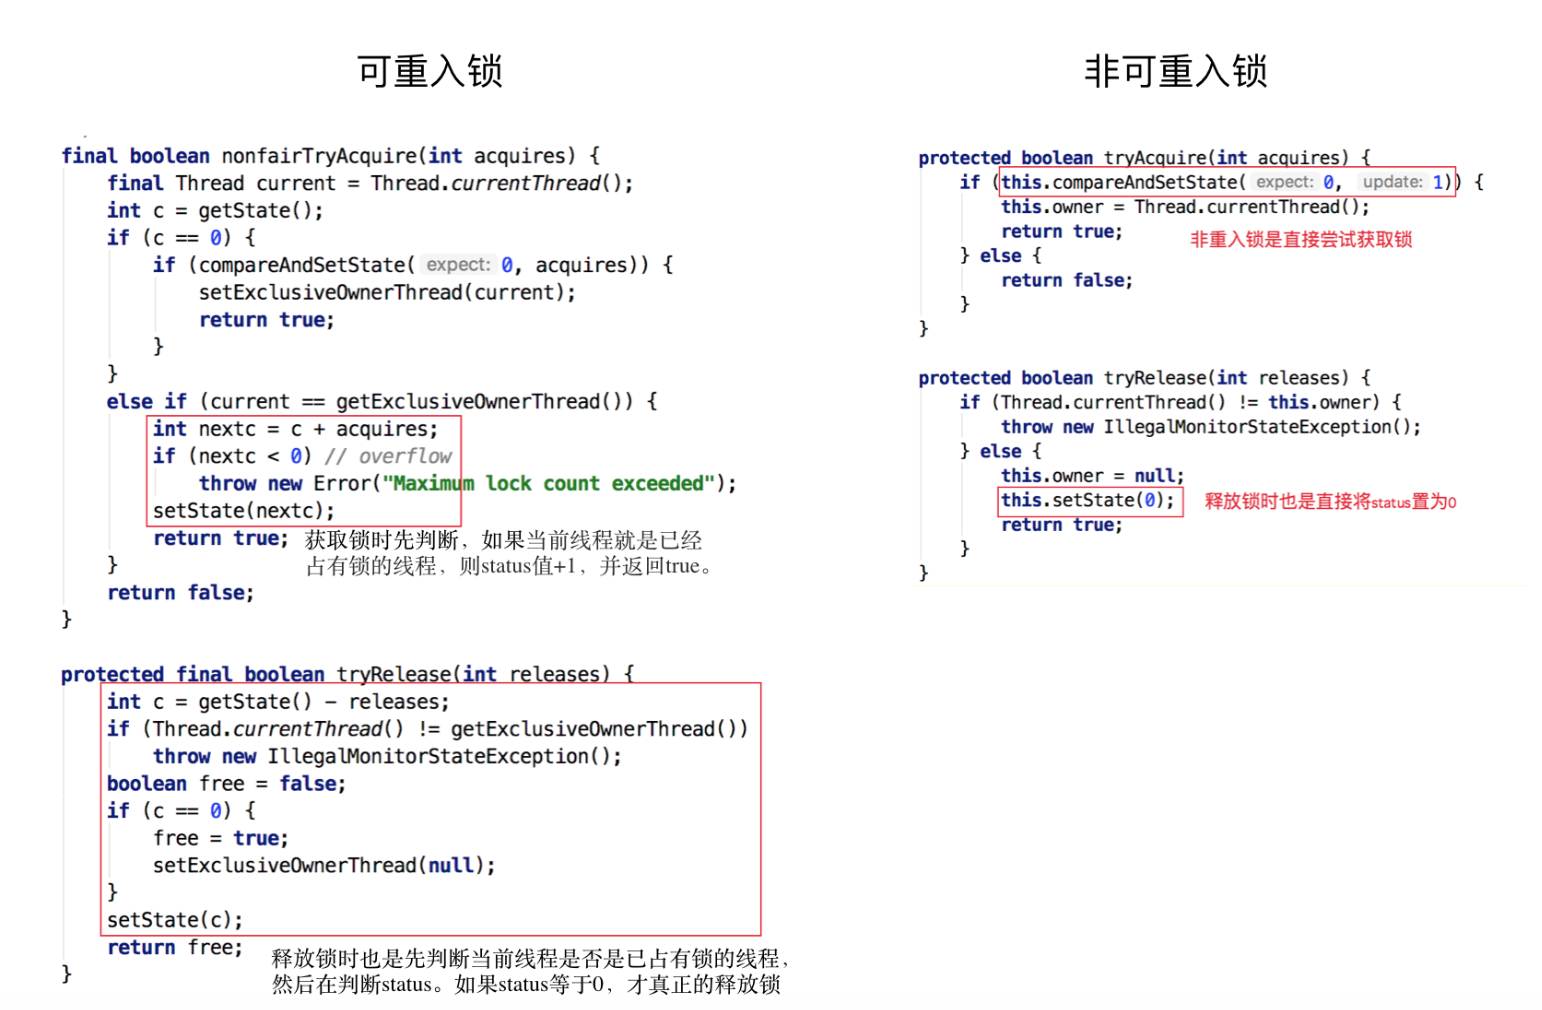 可重入锁
final boolean nonfairTryAcquire(int acquires) {
final Thread current = Thread.currentThread();
int c = getState();
if (c == 0) {
if (compareAndSetState( expect: 0, acquires)) {
setExclusiveOwnerThread(current);
return true;
}
}
else if (current == getExclusiveOwnerThread()) {
int nextc = c + acquires;
if (nextc < 0) // overflow
throw new Error("Maximum lock count exceeded");
setState(nextc);
return true; 获取锁时先判断，如果当前线程就是已经
} 占有锁的线程，则status值+1，并返回true。
return false;
}
protected final boolean tryRelease(int releases) {
int c = getState() - releases;
if (Thread.currentThread() != getExclusiveOwnerThread())
throw new IllegalMonitorStateException();
boolean free = false;
if (c == 0) {
free = true;
setExclusiveOwnerThread(null);
}
setState(c);
return free;
}
释放锁时也是先判断当前线程是否是已占有锁的线程，
然后在判断status。如果status等于0，才真正的释放锁
非可重入锁
protected boolean tryAcquire(int acquires) {
if (this.compareAndSetState( expect: 0, update: 1)) {
this.owner = Thread.currentThread();
return true; 非重入锁是直接尝试获取锁
} else {
return false;
}
}
protected boolean tryRelease(int releases) {
if (Thread.currentThread() != this.owner) {
throw new IllegalMonitorStateException();
} else {
this.owner = null;
this.setState(0); 释放锁时也是直接将status置为0
return true;
}
}